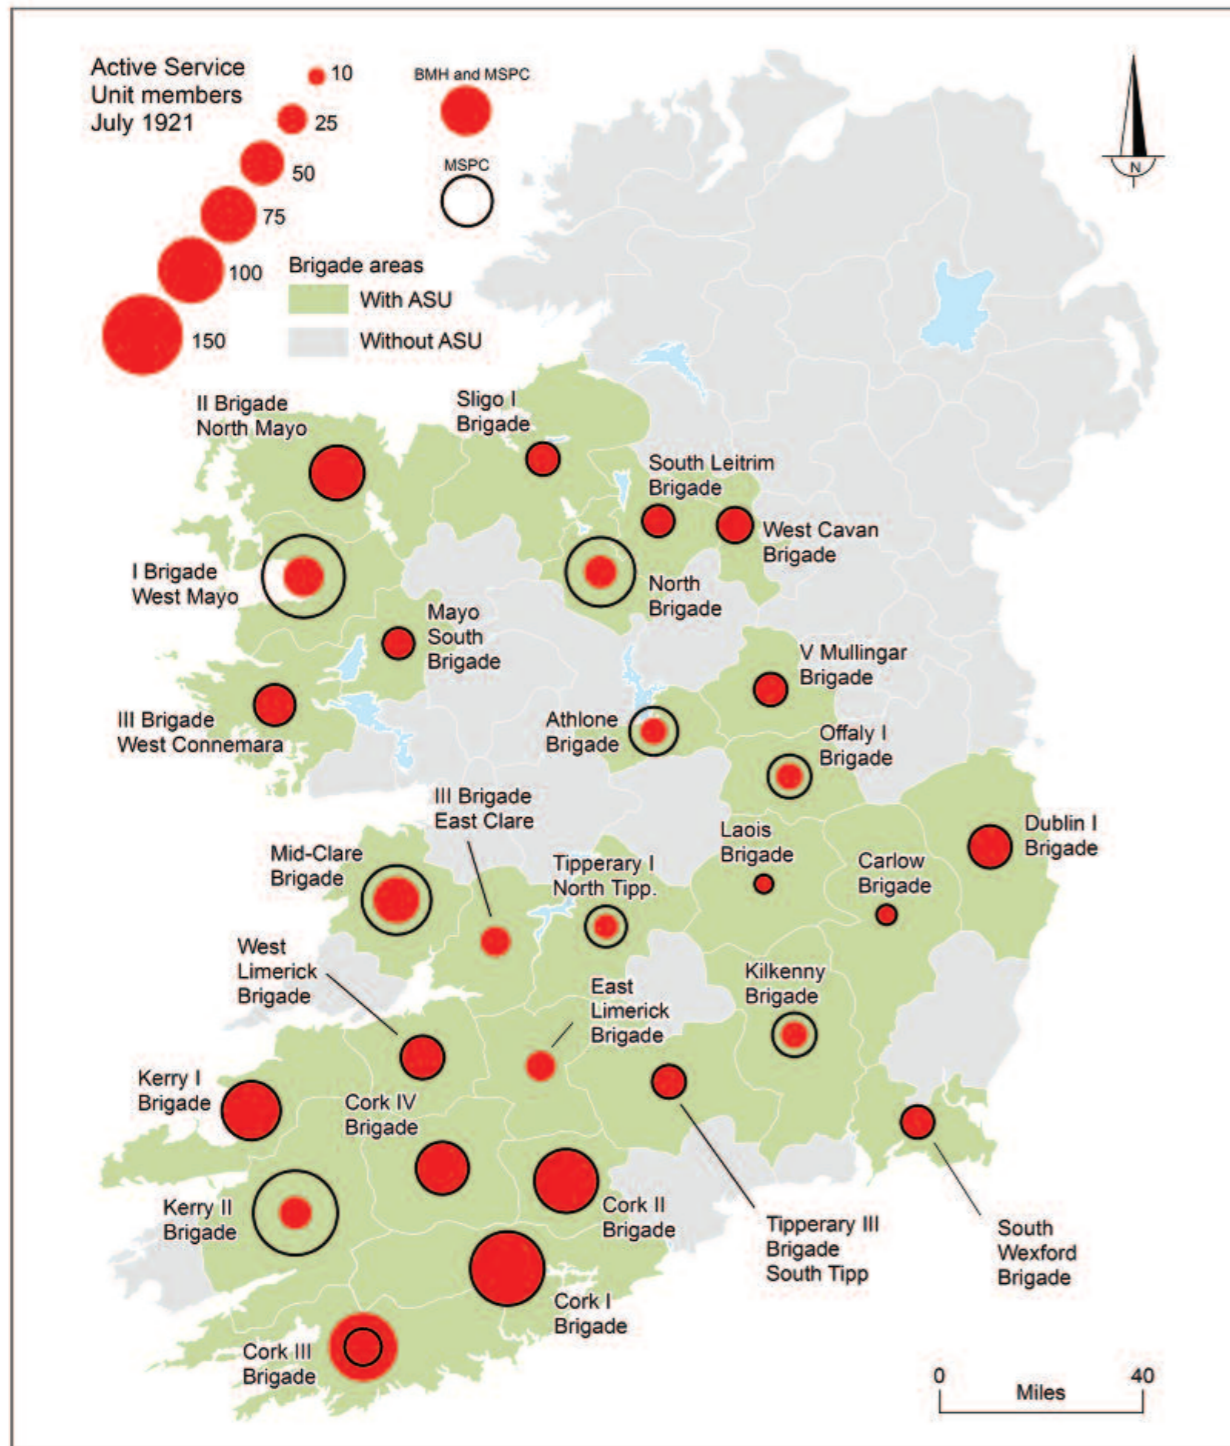 Active Service
Unit members
July 1921
10
25
50
75
100
150
BMH and MSPC
MSPC
Brigade areas
With ASU
Without ASU
N
II Brigade
North Mayo
Sligo I
Brigade
South Leitrim
Brigade
West Cavan
Brigade
I Brigade
West Mayo
North
Brigade
Mayo
South
Brigade
V Mullingar
Brigade
III Brigade
West Connemara
Athlone
Brigade
Offaly I
Brigade
III Brigade
East Clare
Laois
Brigade
Dublin I
Brigade
Mid-Clare
Brigade
Tipperary I
North Tipp.
Carlow
Brigade
West
Limerick
Brigade
East
Limerick
Brigade
Kilkenny
Brigade
Kerry I
Brigade
Cork IV
Brigade
Kerry II
Brigade
Cork II
Brigade
Tipperary III
Brigade
South Tipp
South
Wexford
Brigade
Cork I
Brigade
Cork III
Brigade
0
40
Miles